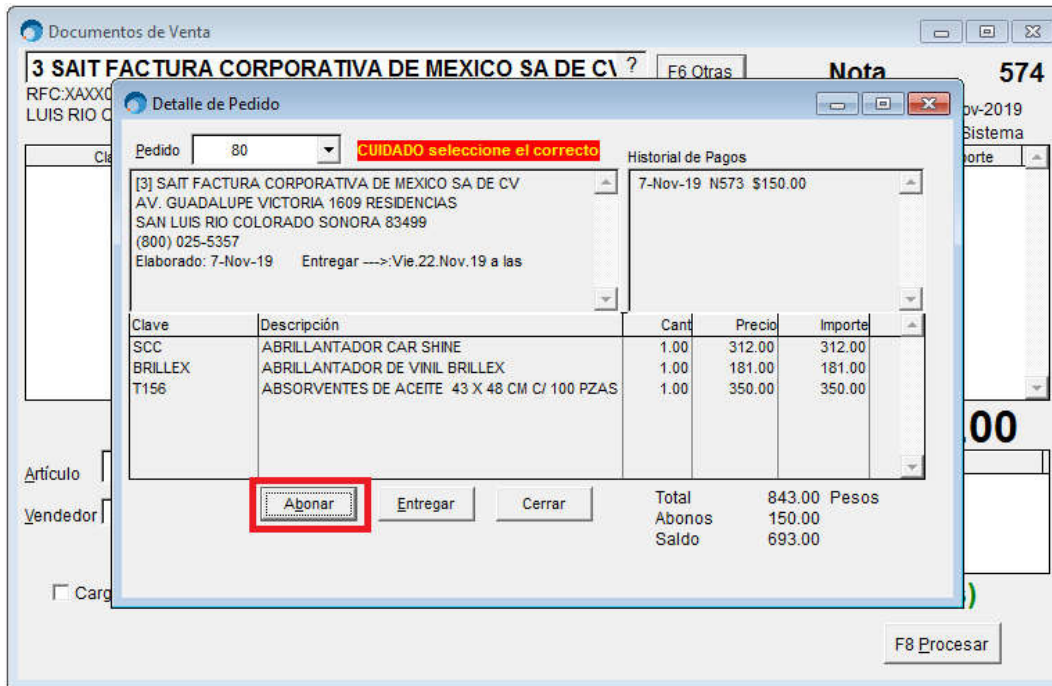 Documentos de Venta
3 SAIT FACTURA CORPORATIVA DE MEXICO SA DE CV ? F6 Otras Nota 574
RFC:XAXX0
LUIS RIO C
ov-2019
Sistema
Cla
porte
Detalle de Pedido
Pedido 80 CUIDADO seleccione el correcto Historial de Pagos
[3] SAIT FACTURA CORPORATIVA DE MEXICO SA DE CV 7-Nov-19 N573 $150.00
AV. GUADALUPE VICTORIA 1609 RESIDENCIAS
SAN LUIS RIO COLORADO SONORA 83499
(800) 025-5357
Elaborado: 7-Nov-19 Entregar --->:Vie.22.Nov.19 a las
Clave Descripción Cant Precio Importe
SCC ABRILLANTADOR CAR SHINE 1.00 312.00 312.00
BRILLEX ABRILLANTADOR DE VINIL BRILLEX 1.00 181.00 181.00
T156 ABSORVENTES DE ACEITE 43 X 48 CM C/ 100 PZAS 1.00 350.00 350.00
Abonar Entregar Cerrar
Total 843.00 Pesos
Abonos 150.00
Saldo 693.00
.00
Artículo
Vendedor
Carg
)
F8 Procesar